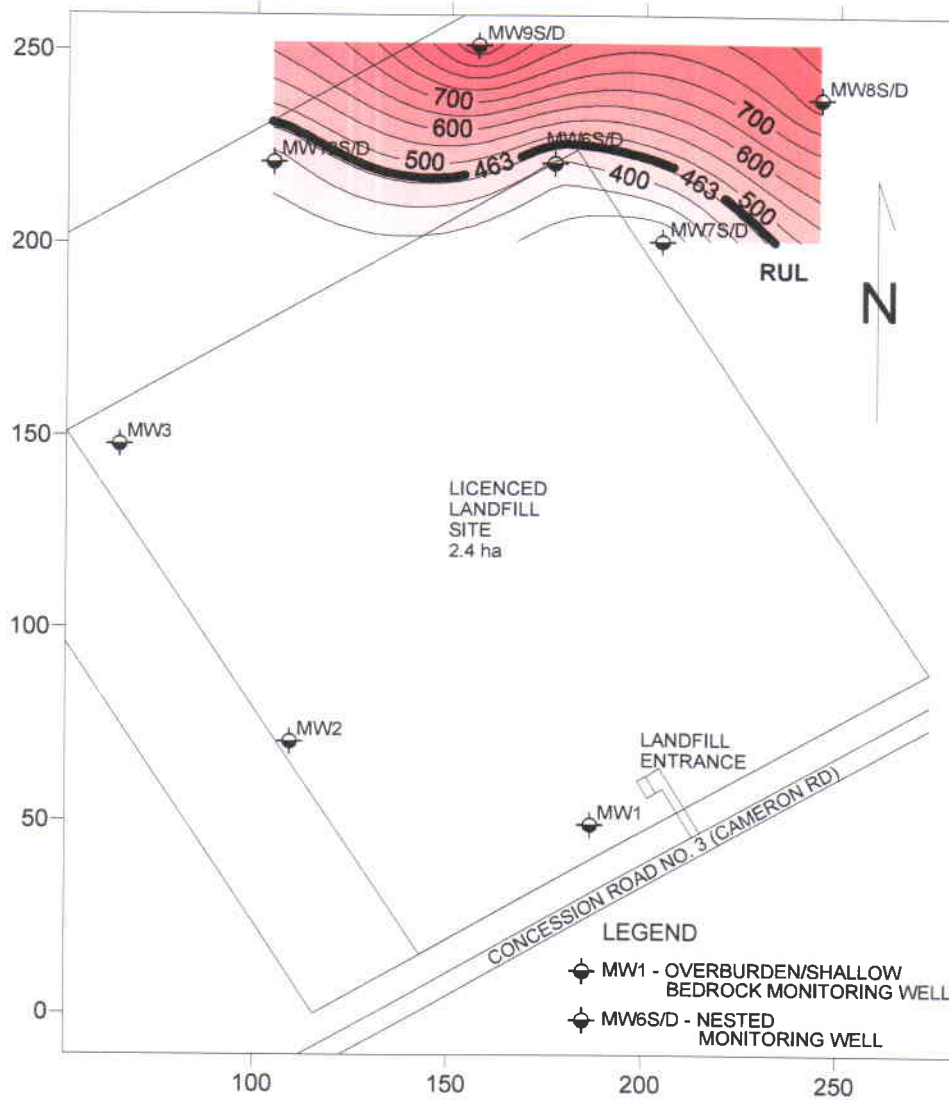 250
200
150
100
50
0
100
150
200
250
MW9S/D
MW8S/D
700
700
600
600
MW6S/D
500
463
400
463
500
MW7S/D
RUL
N
MW3
LICENCED
LANDFILL
SITE
2.4 ha
MW2
LANDFILL
ENTRANCE
MW1
CONCESSION ROAD NO. 3 (CAMERON RD)
LEGEND
MW1 - OVERBURDEN/SHALLOW
BEDROCK MONITORING WELL
MW6S/D - NESTED
MONITORING WELL